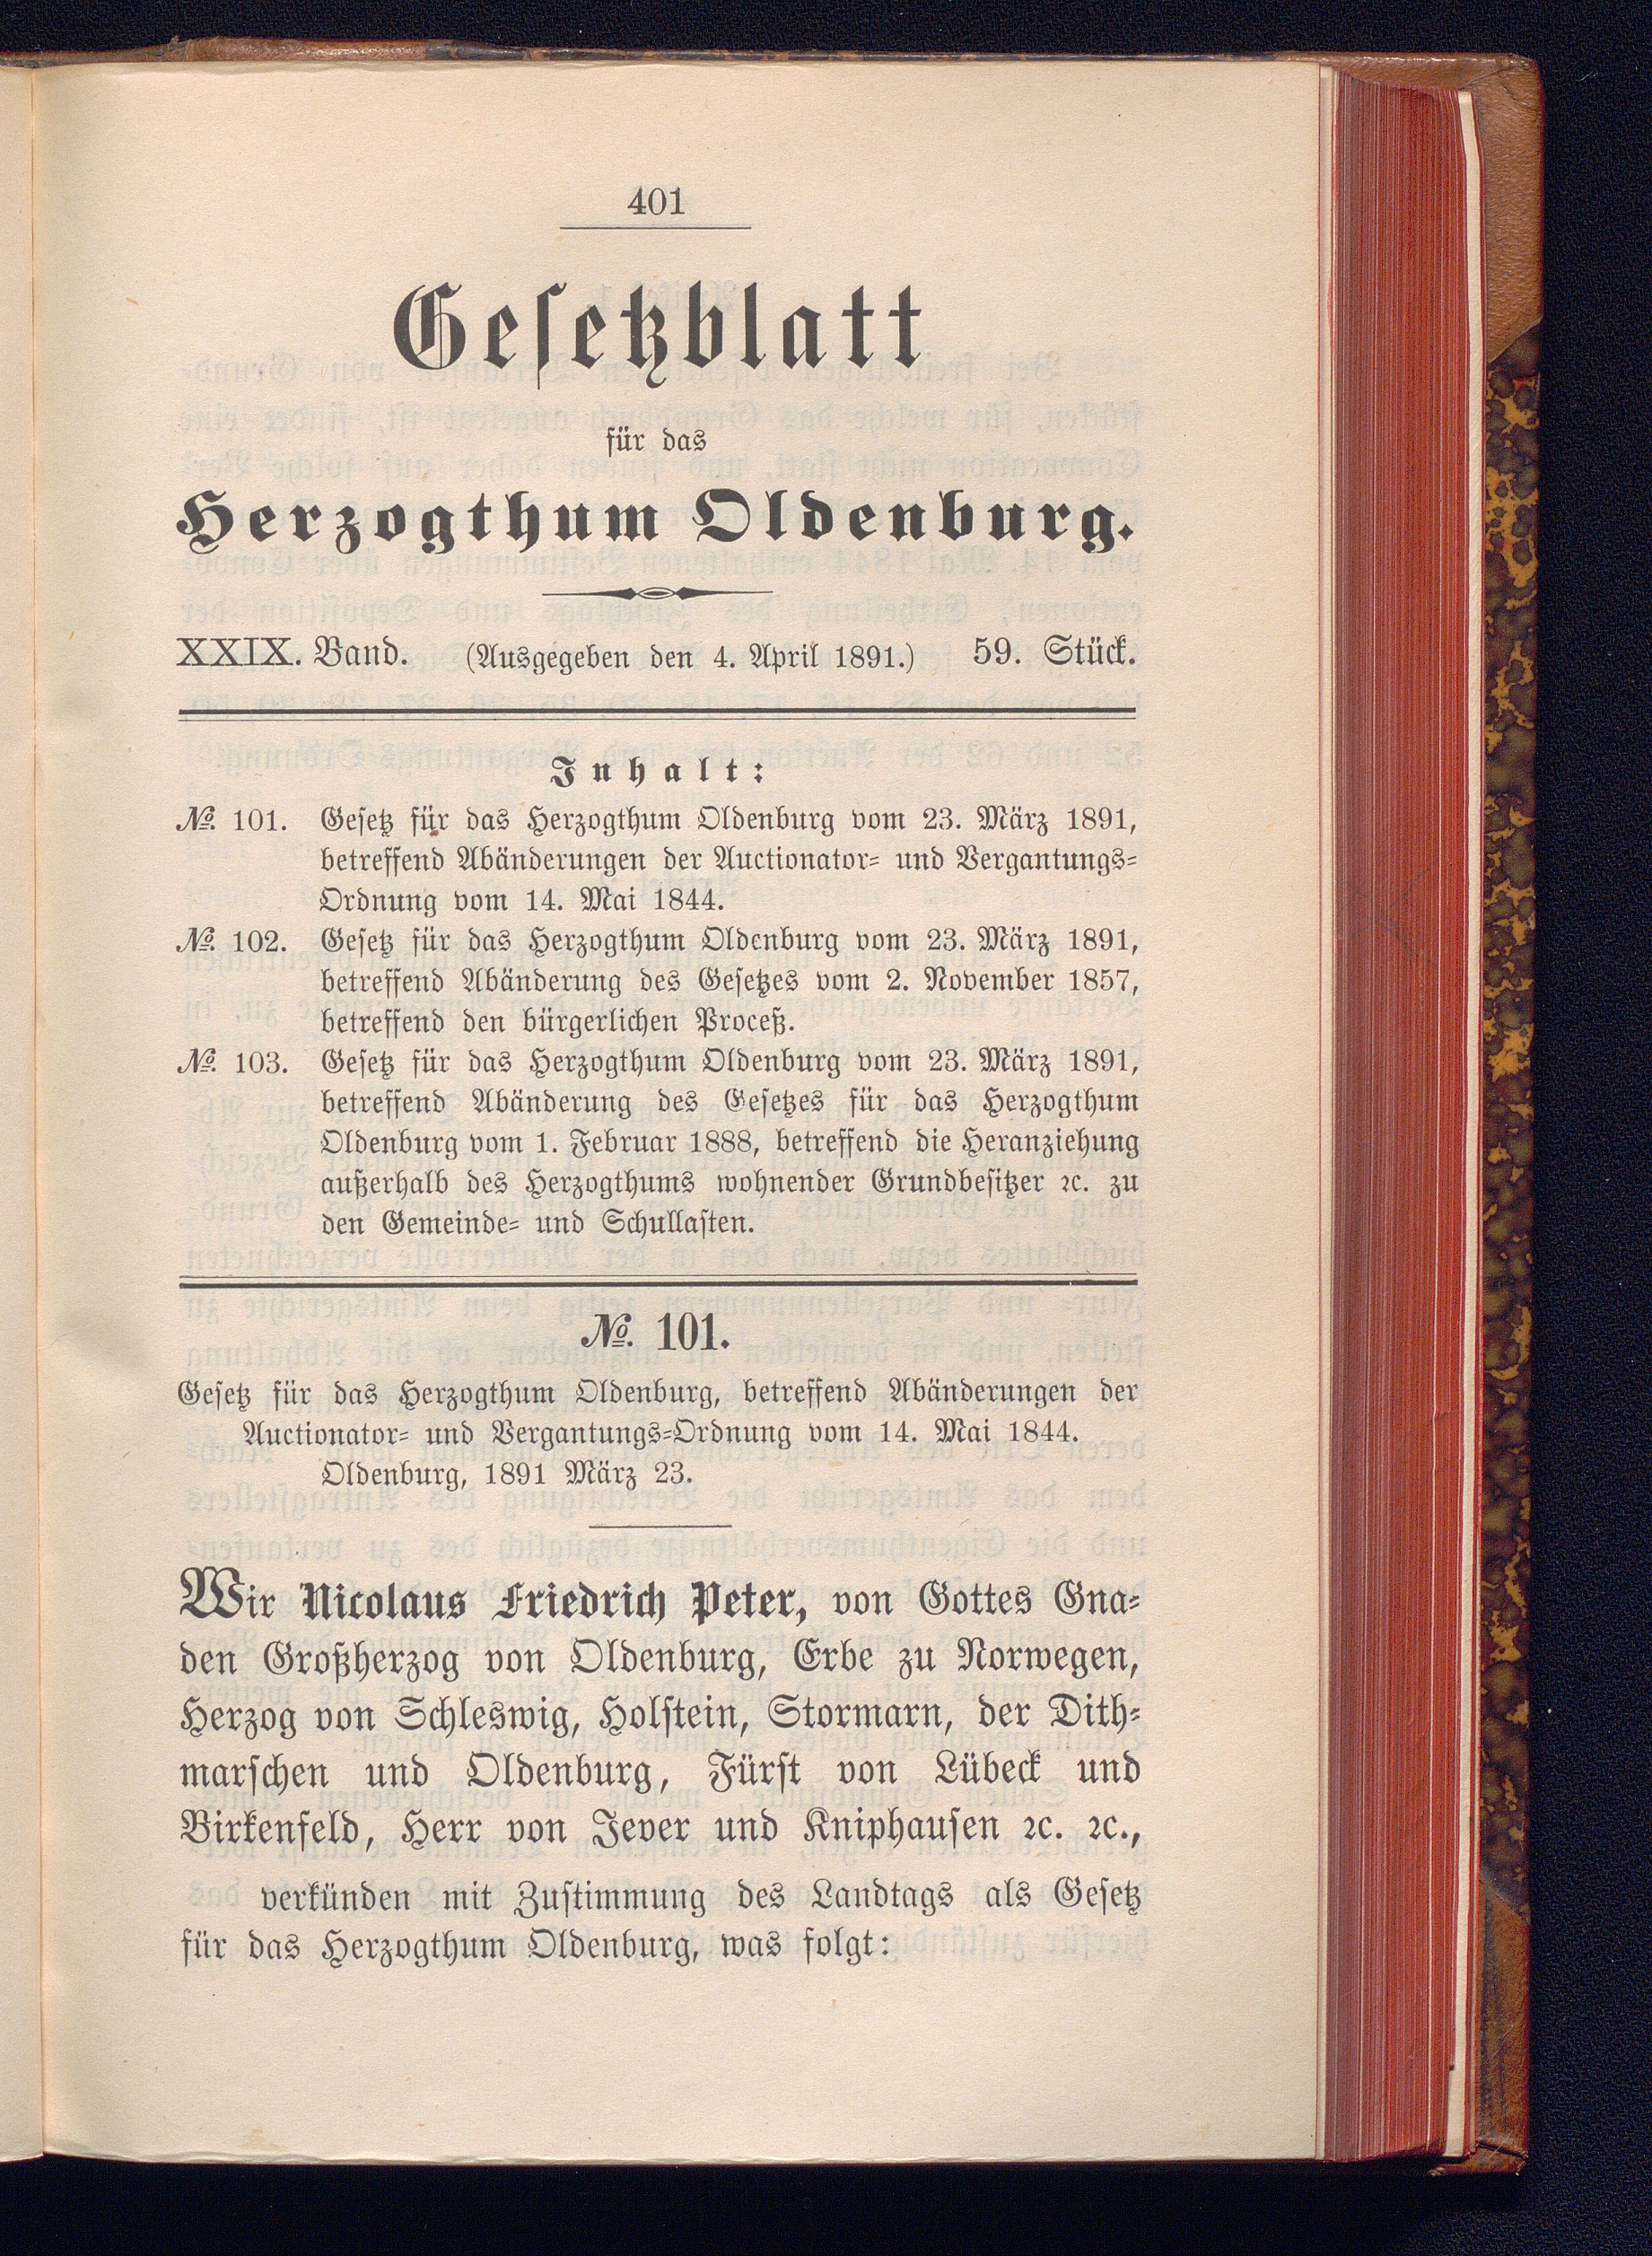 401
Gesetzblatt
für das
Herzogthum Oldenburg.
XXIX. Band. (Ausgegeben den 4. April 1891.) 59. Stück.
Inhalt:
№. 101. Gesetz für das Herzogthum Oldenburg vom 23. März 1891,
betreffend Abänderungen der Auctionator- und Vergantungs-
Ordnung vom 14. Mai 1844.
№. 102. Gesetz für das Herzogthum Oldenburg vom 23. März 1891,
betreffend Abänderung des Gesetzes vom 2. November 1857,
betreffend den bürgerlichen Proceß.
№. 103. Gesetz für das Herzogthum Oldenburg vom 23. März 1891,
betreffend Abänderung des Gesetzes für das Herzogthum
Oldenburg vom 1. Februar 1888, betreffend die Heranziehung
außerhalb des Herzogthums wohnender Grundbesitzer ꝛc. zu
den Gemeinde- und Schullasten.
№. 101.
Gesetz für das Herzogthum Oldenburg, betreffend Abänderungen der
Auctionator- und Vergantungs-Ordnung vom 14. Mai 1844.
Oldenburg, 1891 März 23.
Wir Nicolaus Friedrich Peter, von Gottes Gna-
den Großherzog von Oldenburg, Erbe zu Norwegen,
Herzog von Schleswig, Holstein, Stormarn, der Dith-
marschen und Oldenburg, Fürst von Lübeck und
Birkenfeld, Herr von Jever und Kniphausen ꝛc. ꝛc.,
verkünden mit Zustimmung des Landtags als Gesetz
für das Herzogthum Oldenburg, was folgt: